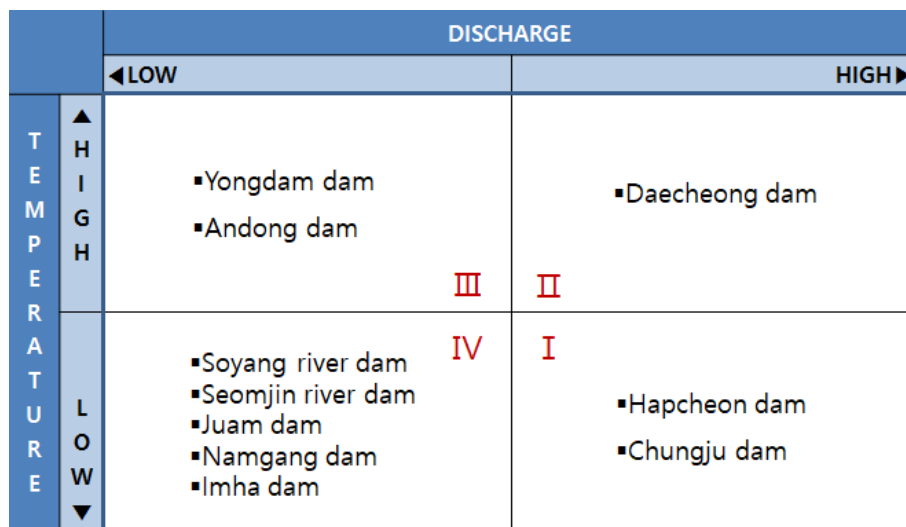 DISCHARGE
◀LOW
HIGH▶
TEMPERATURE
▲HIGH
LOW▼
▪Yongdam dam
▪Andong dam
Ⅲ
▪Daecheong dam
Ⅱ
▪Soyang river dam
▪Seomjin river dam
▪Juam dam
▪Namgang dam
▪Imha dam
Ⅳ
Ⅰ
▪Hapcheon dam
▪Chungju dam